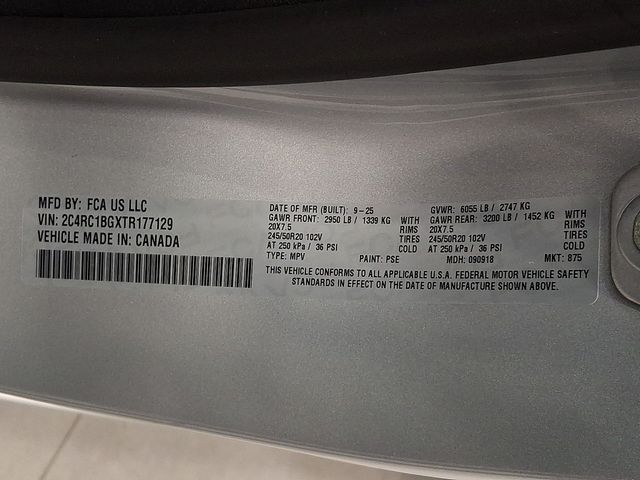 MFD BY: FCA US LLC
VIN: 2C4RC1BGXTR177129
VEHICLE MADE IN: CANADA
DATE OF MFR (BUILT): 9-25
GAWR FRONT: 2950 LB / 1339 KG WITH
20X7.5 RIMS
245/50R20 102V TIRES
AT 250 kPa / 36 PSI COLD
TYPE: MPV PAINT: PSE
GVWR: 6055 LB / 2747 KG
GAWR REAR: 3200 LB / 1452 KG WITH
20X7.5 RIMS
245/50R20 102V TIRES
AT 250 kPa / 36 PSI COLD
MDH: 090918 MKT: 875
THIS VEHICLE CONFORMS TO ALL APPLICABLE U.S.A. FEDERAL MOTOR VEHICLE SAFETY
STANDARDS IN EFFECT ON THE DATE OF MANUFACTURE SHOWN ABOVE.